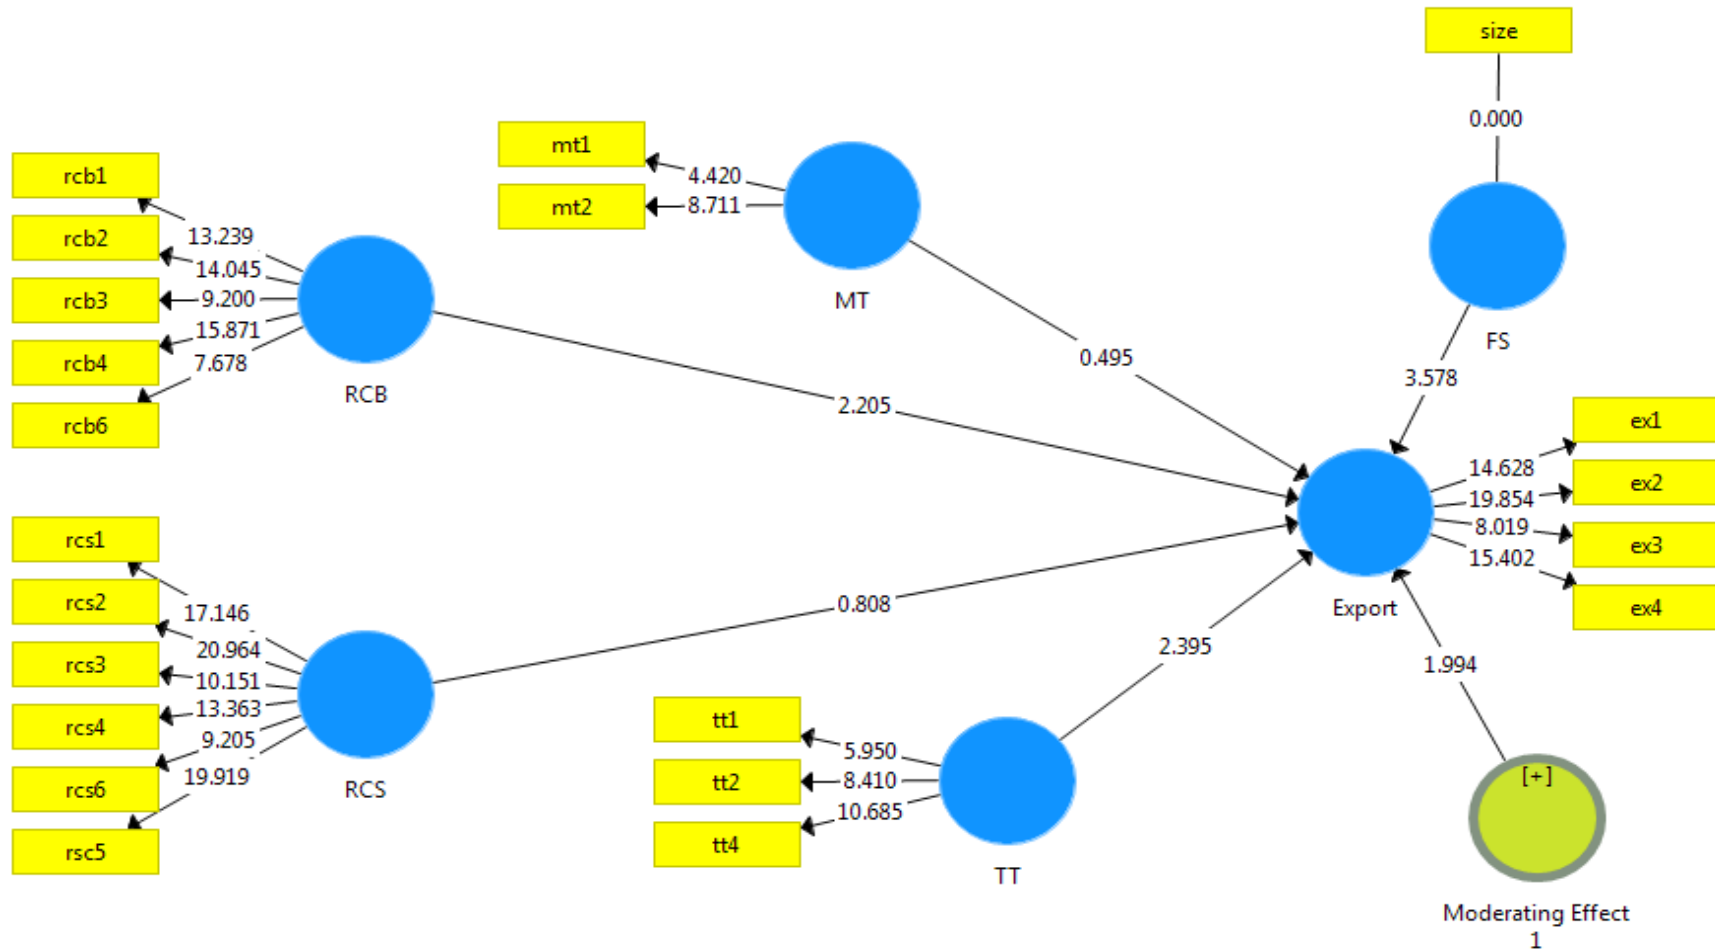 size
0.000
FS
3.578
mt1
mt2
4.420
8.711
MT
0.495
rcb1
rcb2
rcb3
rcb4
rcb6
13.239
14.045
9.200
15.871
7.678
RCB
2.205
rcs1
rcs2
rcs3
rcs4
rcs6
rsc5
17.146
20.964
10.151
13.363
9.205
19.919
RCS
0.808
tt1
tt2
tt4
5.950
8.410
10.685
TT
2.395
Export
14.628
19.854
8.019
15.402
ex1
ex2
ex3
ex4
1.994
[+]
Moderating Effect
1